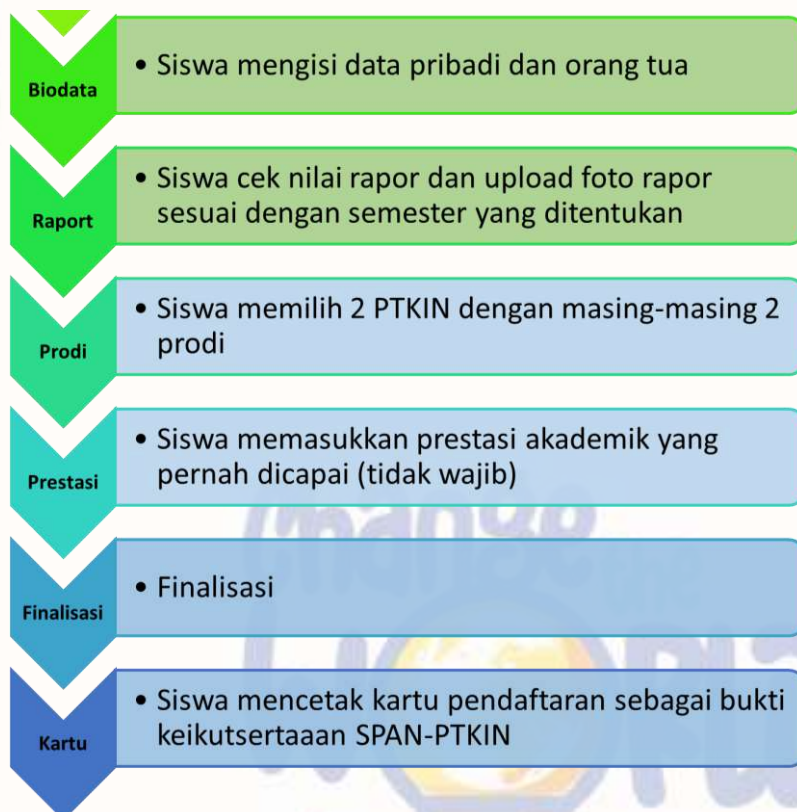 Biodata
• Siswa mengisi data pribadi dan orang tua
Raport
• Siswa cek nilai rapor dan upload foto rapor
sesuai dengan semester yang ditentukan
Prodi
• Siswa memilih 2 PTKIN dengan masing-masing 2
prodi
Prestasi
• Siswa memasukkan prestasi akademik yang
pernah dicapai (tidak wajib)
Finalisasi
• Finalisasi
Kartu
• Siswa mencetak kartu pendaftaran sebagai bukti
keikutsertaaan SPAN-PTKIN
change
the